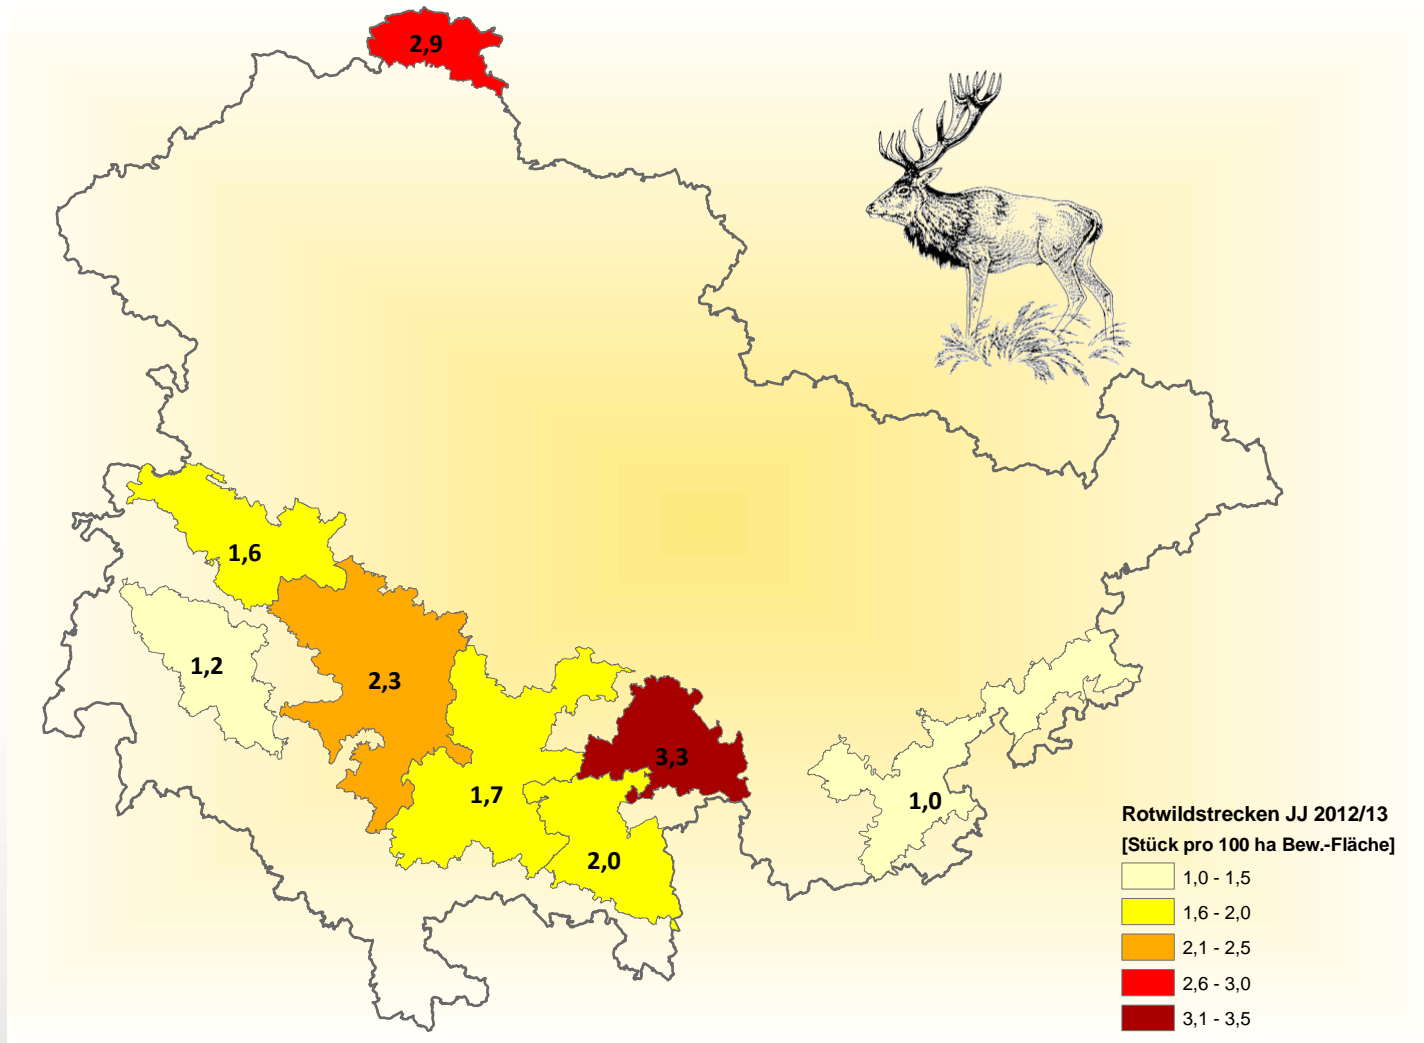 2,9
1,6
1,2
2,3
3,3
1,7
1,0
2,0
Rotwildstrecken JJ 2012/13
[Stück pro 100 ha Bew.-Fläche]
1,0 - 1,5
1,6 - 2,0
2,1 - 2,5
2,6 - 3,0
3,1 - 3,5